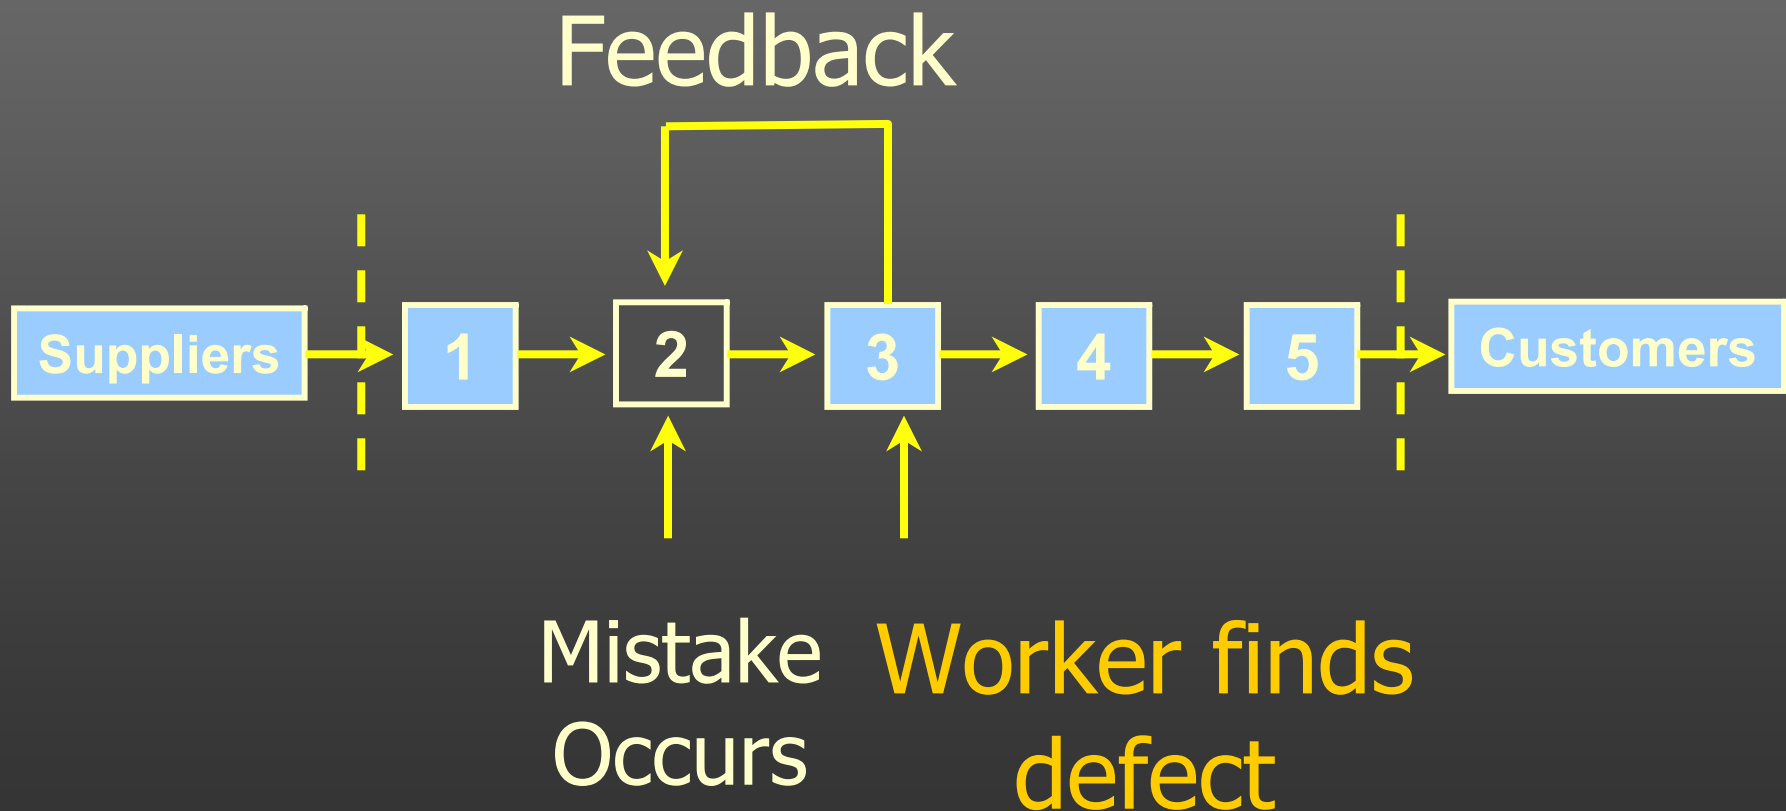 Feedback
Suppliers
1
2
3
4
5
Customers
Mistake
Occurs
Worker finds
defect